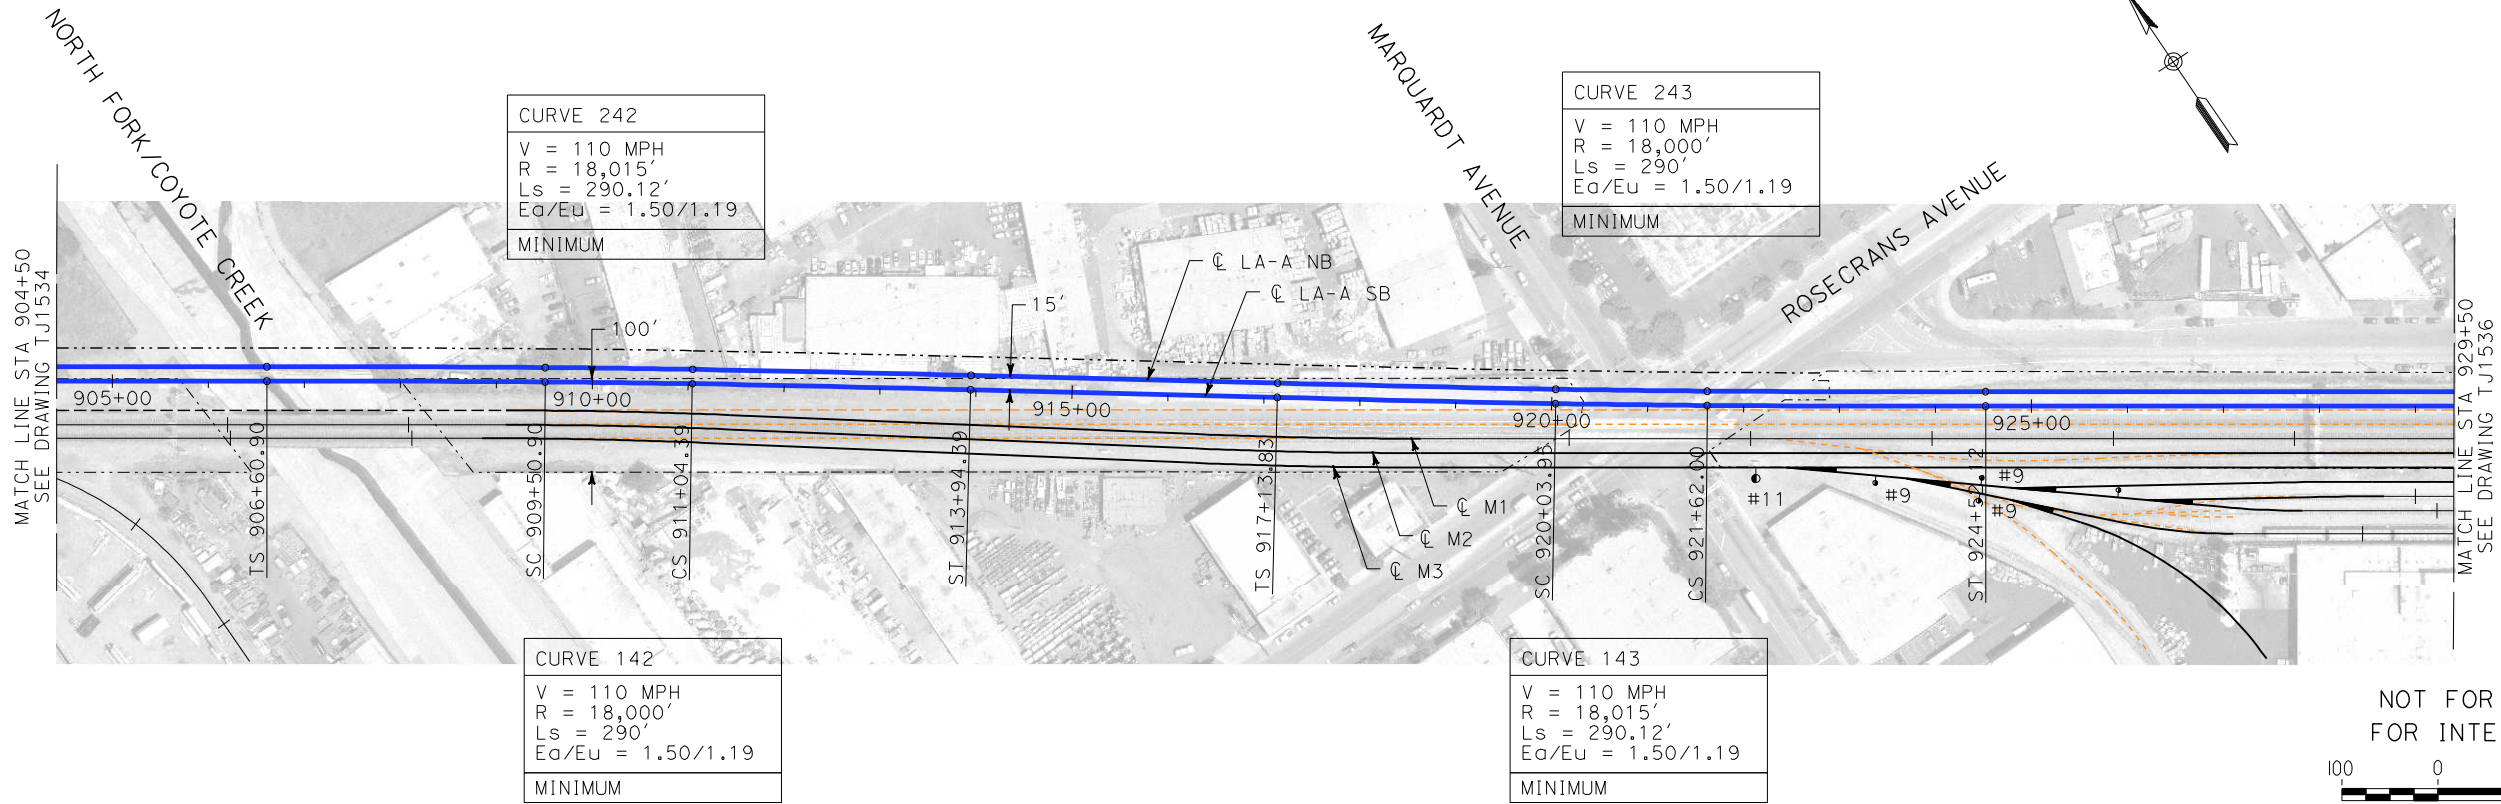 NORTH FORK/COYOTE CREEK
MARQUARDT AVENUE
ROSECRANS AVENUE
CURVE 242
V = 110 MPH
R = 18,015′
Ls = 290.12′
Ea/Eu = 1.50/1.19
MINIMUM
CURVE 243
V = 110 MPH
R = 18,000′
Ls = 290′
Ea/Eu = 1.50/1.19
MINIMUM
MATCH LINE STA 904+50
SEE DRAWING TJ1534
℄ LA-A NB
℄ LA-A SB
15′
100′
905+00
910+00
915+00
920+00
925+00
TS 906+60.90
SC 909+50.90
CS 911+04.39
ST 913+94.39
TS 917+13.83
SC 920+03.95
CS 921+62.00
ST 924+52.12
℄ M1
℄ M2
℄ M3
#11
#9
#9
#9
MATCH LINE STA 929+50
SEE DRAWING TJ1536
CURVE 142
V = 110 MPH
R = 18,000′
Ls = 290′
Ea/Eu = 1.50/1.19
MINIMUM
CURVE 143
V = 110 MPH
R = 18,015′
Ls = 290.12′
Ea/Eu = 1.50/1.19
MINIMUM
NOT FOR
FOR INTE
100 0